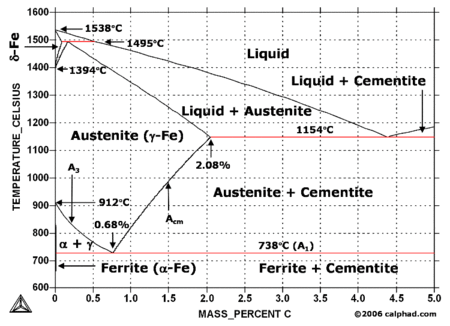 1600
1538°C
δ-Fe
1500
1495°C
Liquid
1400
1394°C
Liquid + Cementite
1300
Liquid + Austenite
1200
Austenite (γ-Fe)
1154°C
1100
2.08%
1000
A3
Austenite + Cementite
900
912°C
0.68%
Acm
800
α + γ
738°C (A1)
700
Ferrite (α-Fe)
Ferrite + Cementite
600
TEMPERATURE_CELSIUS
0 0.5 1.0 1.5 2.0 2.5 3.0 3.5 4.0 4.5 5.0
MASS_PERCENT C
©2006 calphad.com